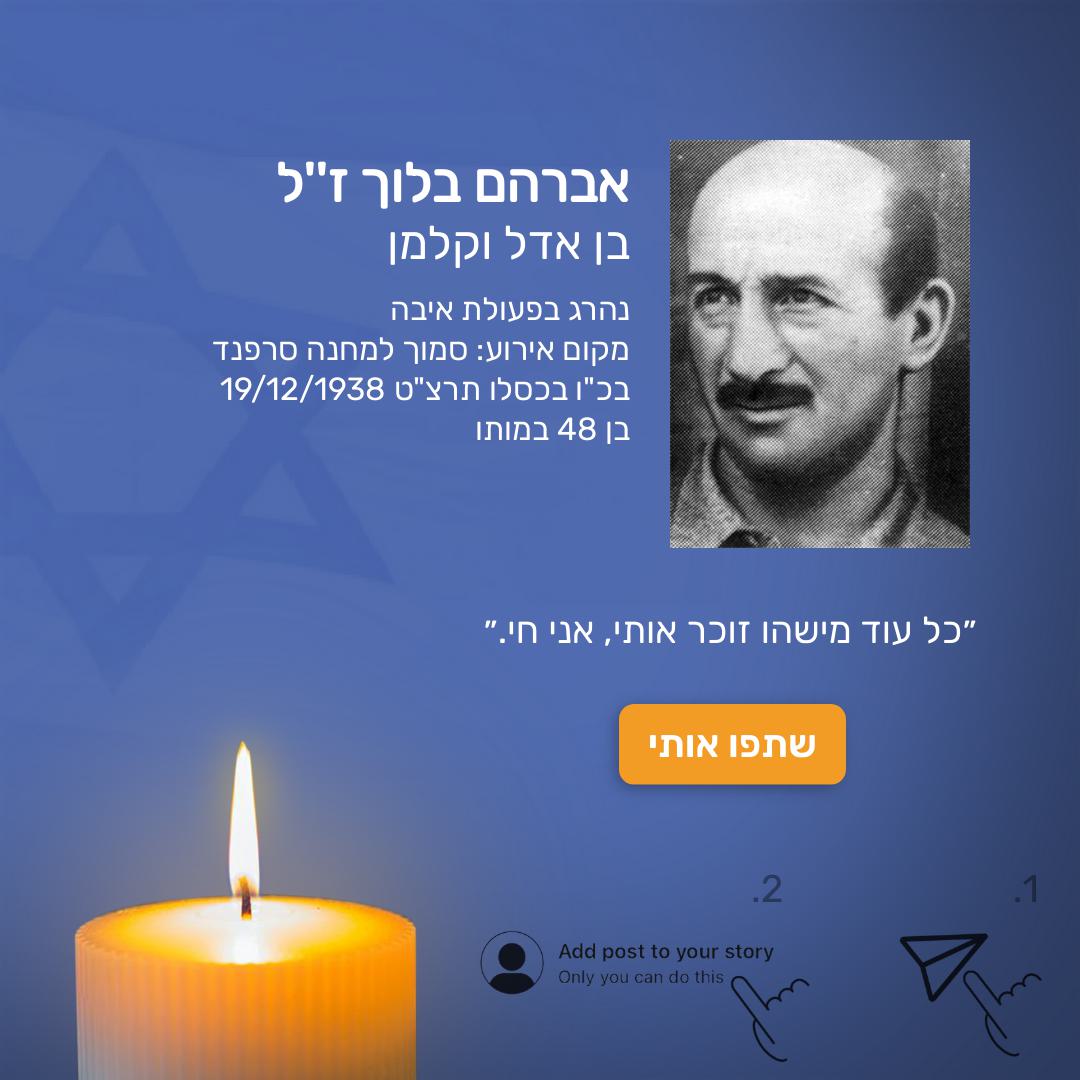 אברהם בלוך ז"ל
בן אדל וקלמן
נהרג בפעולת איבה
מקום אירוע: סמוך למחנה סרפנד
בכ"ו בכסלו תרצ"ט 19/12/1938
בן 48 במותו
״כל עוד מישהו זוכר אותי, אני חי.״
שתפו אותי
.1
.2
Add post to your story
Only you can do this